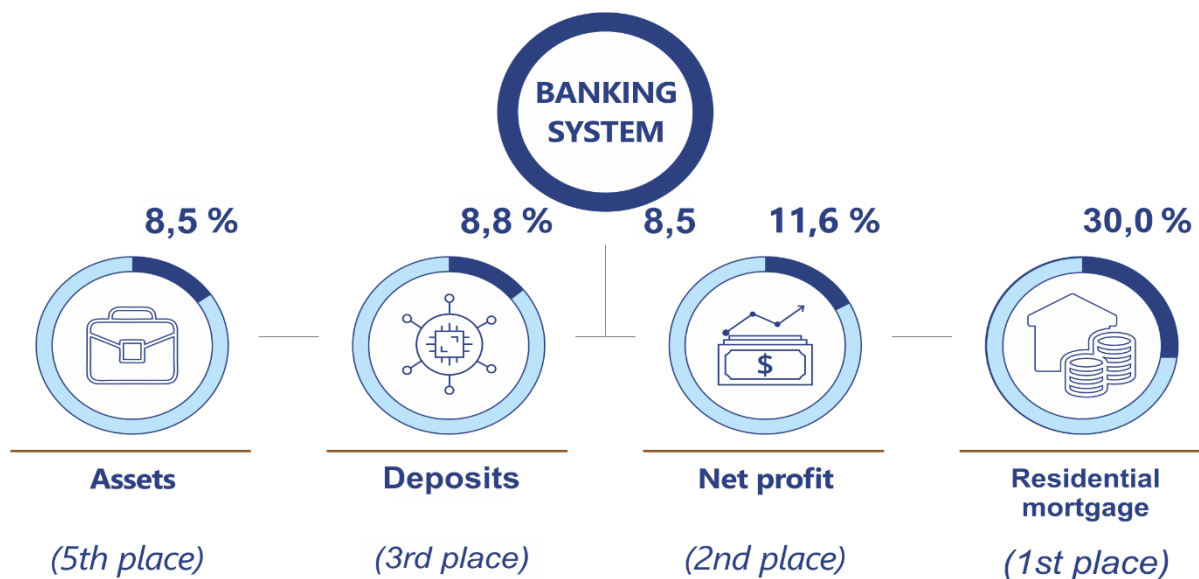 BANKING
SYSTEM
8,5 %
8,8 %
8,5
11,6 %
30,0 %
$
Assets
Deposits
Net profit
Residential
mortgage
(5th place)
(3rd place)
(2nd place)
(1st place)